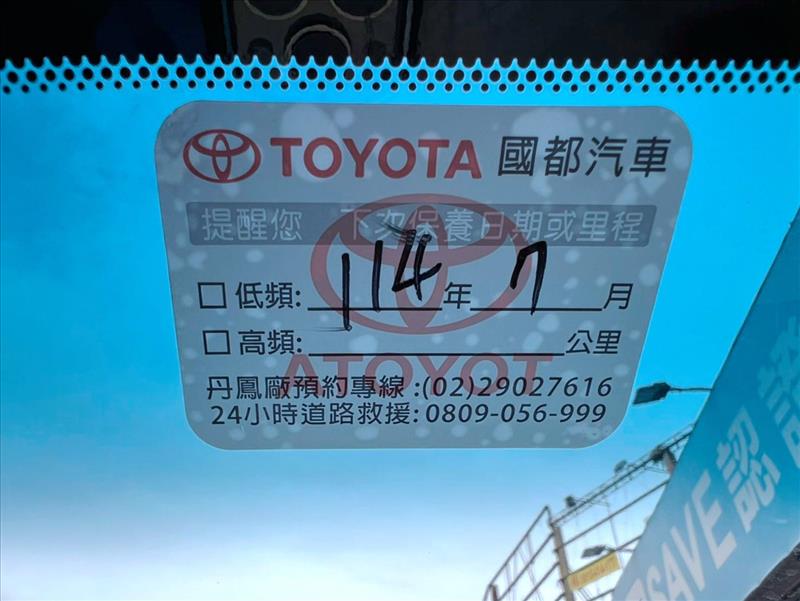 TOYOTA 國都汽車
提醒您 下次保養日期或里程
□ 低頻: 114 年 7 月
□ 高頻: 公里
丹鳳廠預約專線:(02)29027616
24小時道路救援:0809-056-999
SAVE 認證